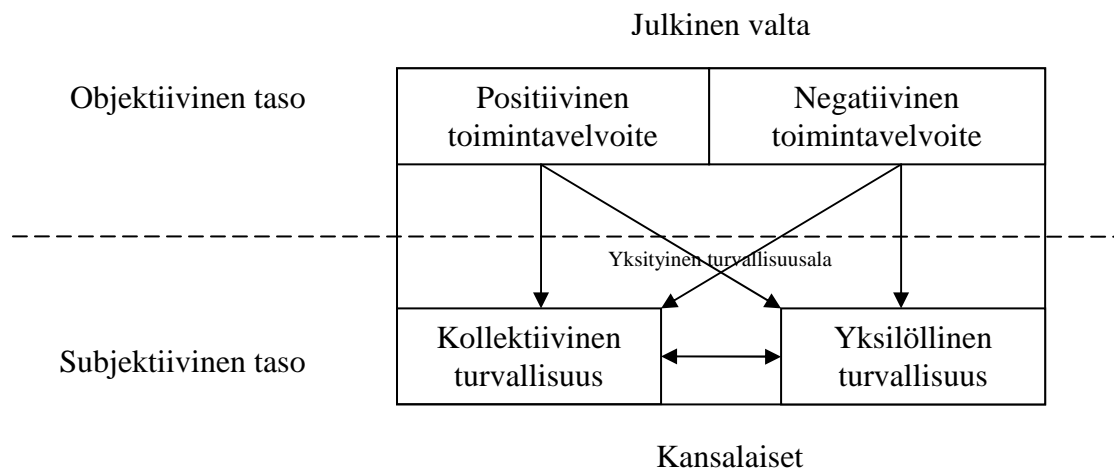 Julkinen valta
Objektiivinen taso
Positiivinen
toimintavelvoite
Negatiivinen
toimintavelvoite
Yksityinen turvallisuusala
Subjektiivinen taso
Kollektiivinen
turvallisuus
Yksilöllinen
turvallisuus
Kansalaiset